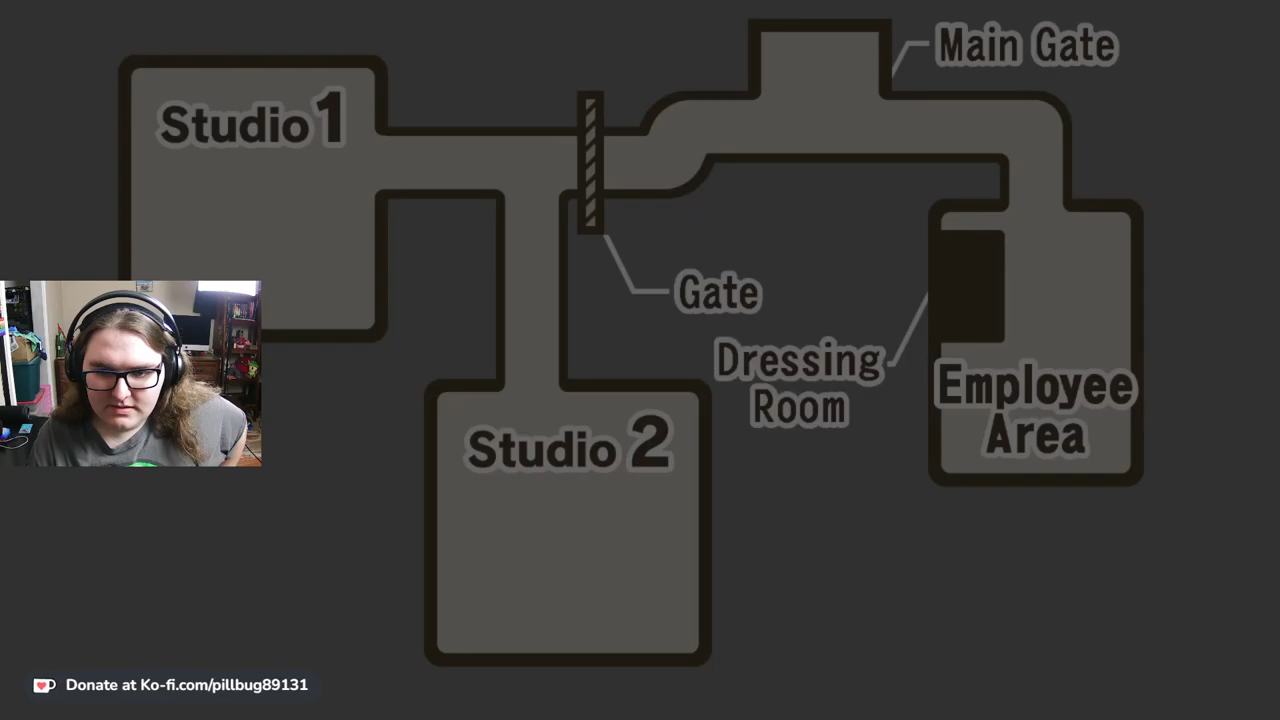 Main Gate
Studio 1
Gate
Dressing
Room
Employee
Area
Studio 2
Donate at Ko-fi.com/pillbug89131